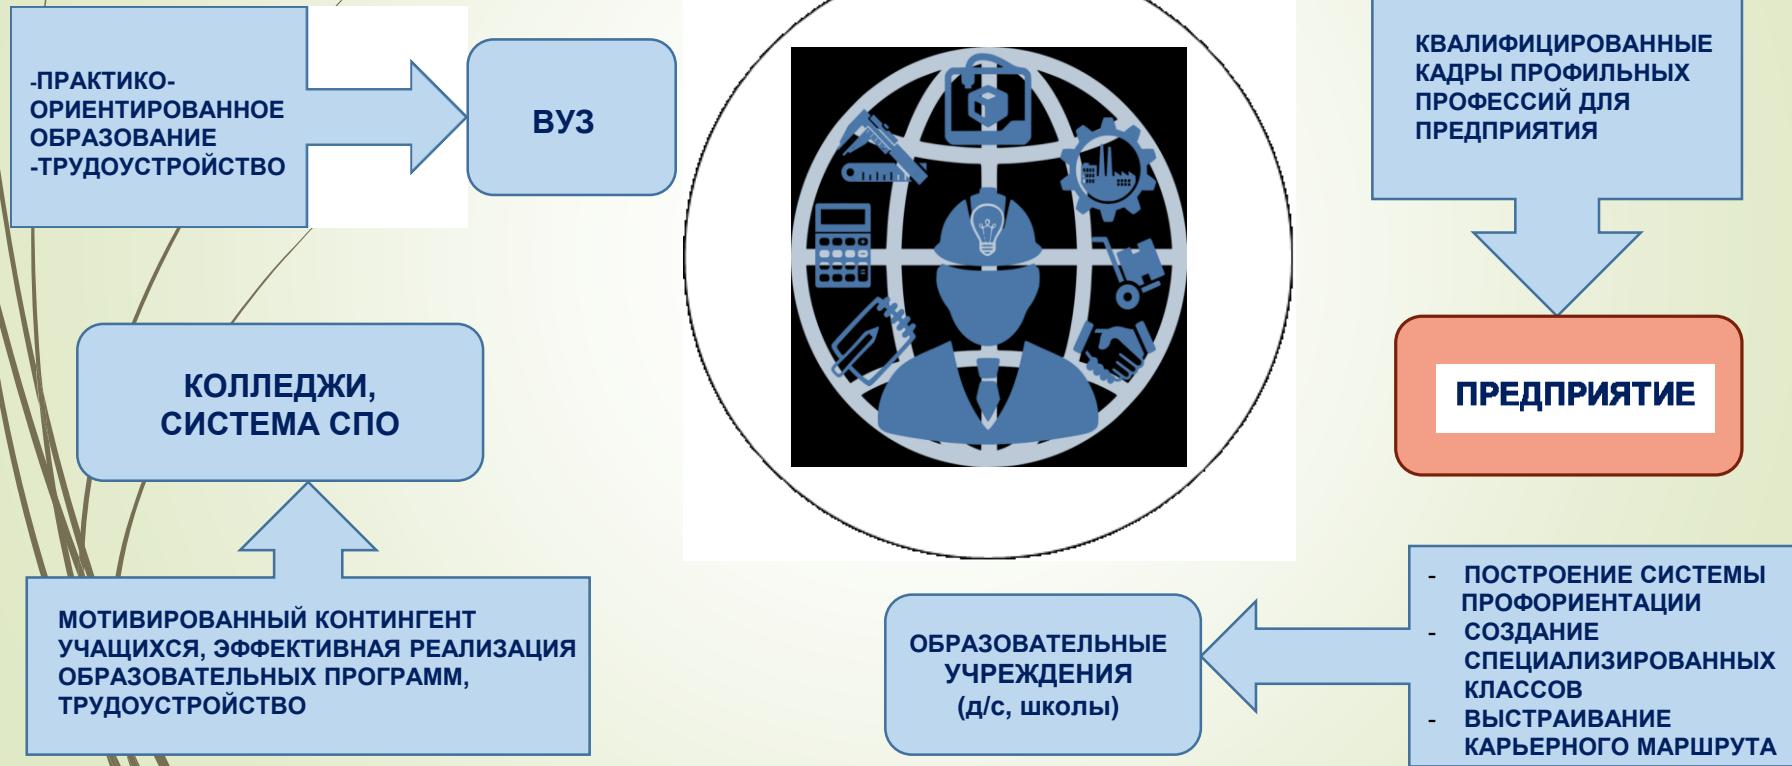 -ПРАКТИКО-
ОРИЕНТИРОВАННОЕ
ОБРАЗОВАНИЕ
-ТРУДОУСТРОЙСТВО
ВУЗ
КВАЛИФИЦИРОВАННЫЕ
КАДРЫ ПРОФИЛЬНЫХ
ПРОФЕССИЙ ДЛЯ
ПРЕДПРИЯТИЯ
КОЛЛЕДЖИ,
СИСТЕМА СПО
ПРЕДПРИЯТИЕ
МОТИВИРОВАННЫЙ КОНТИНГЕНТ
УЧАЩИХСЯ, ЭФФЕКТИВНАЯ РЕАЛИЗАЦИЯ
ОБРАЗОВАТЕЛЬНЫХ ПРОГРАММ,
ТРУДОУСТРОЙСТВО
ОБРАЗОВАТЕЛЬНЫЕ
УЧРЕЖДЕНИЯ
(д/с, школы)
- ПОСТРОЕНИЕ СИСТЕМЫ
ПРОФОРИЕНТАЦИИ
- СОЗДАНИЕ
СПЕЦИАЛИЗИРОВАННЫХ
КЛАССОВ
- ВЫСТРАИВАНИЕ
КАРЬЕРНОГО МАРШРУТА